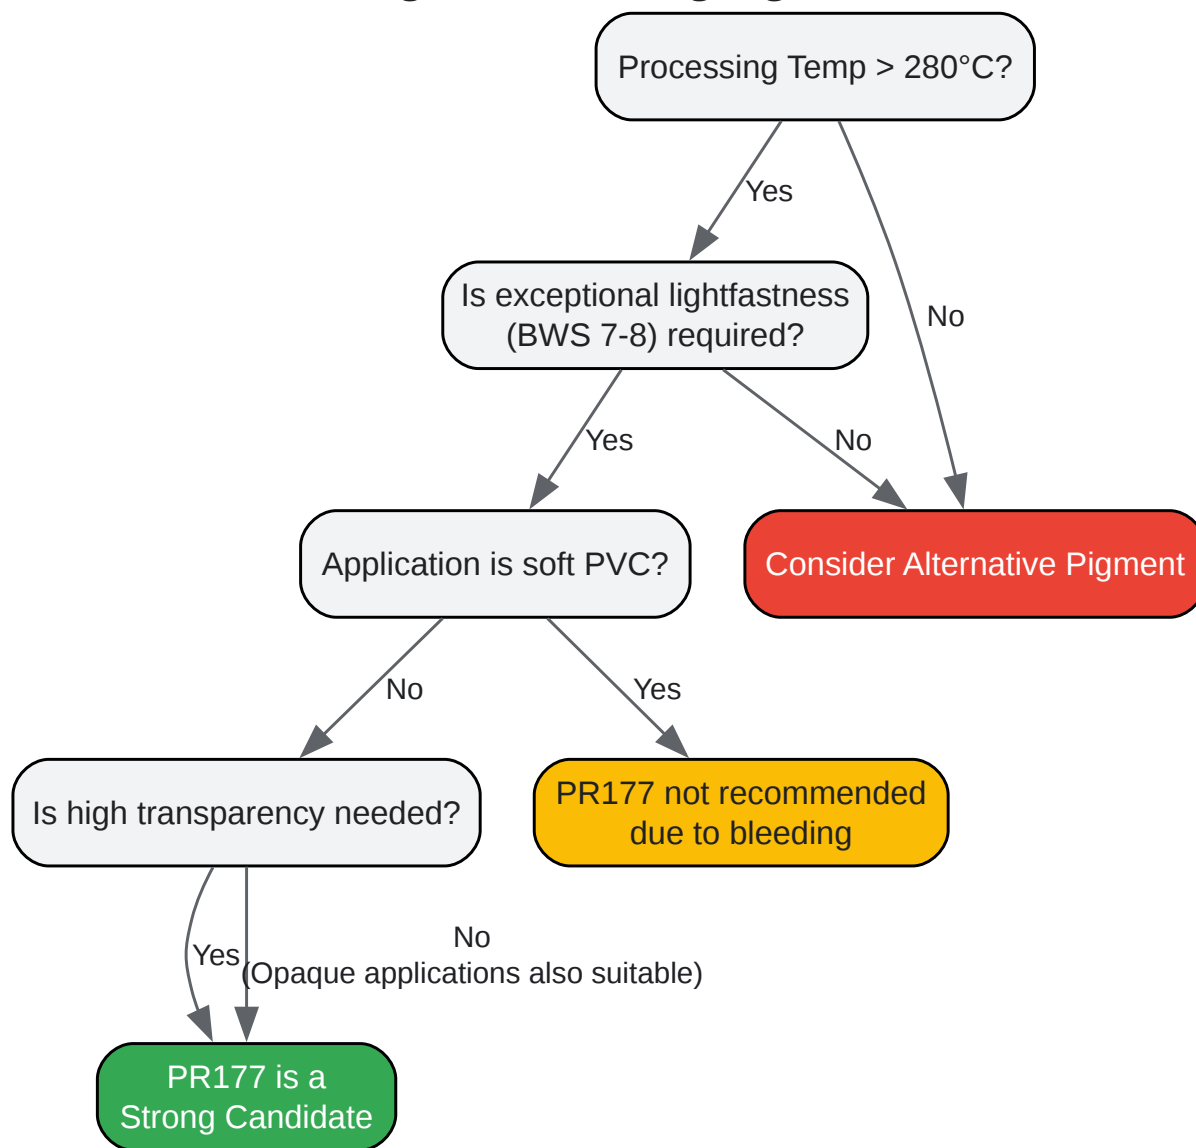 Processing Temp > 280°C?
Yes
No
Is exceptional lightfastness
(BWS 7-8) required?
Yes
No
Application is soft PVC?
Consider Alternative Pigment
No
Yes
Is high transparency needed?
PR177 not recommended
due to bleeding
Yes
No
(Opaque applications also suitable)
PR177 is a
Strong Candidate